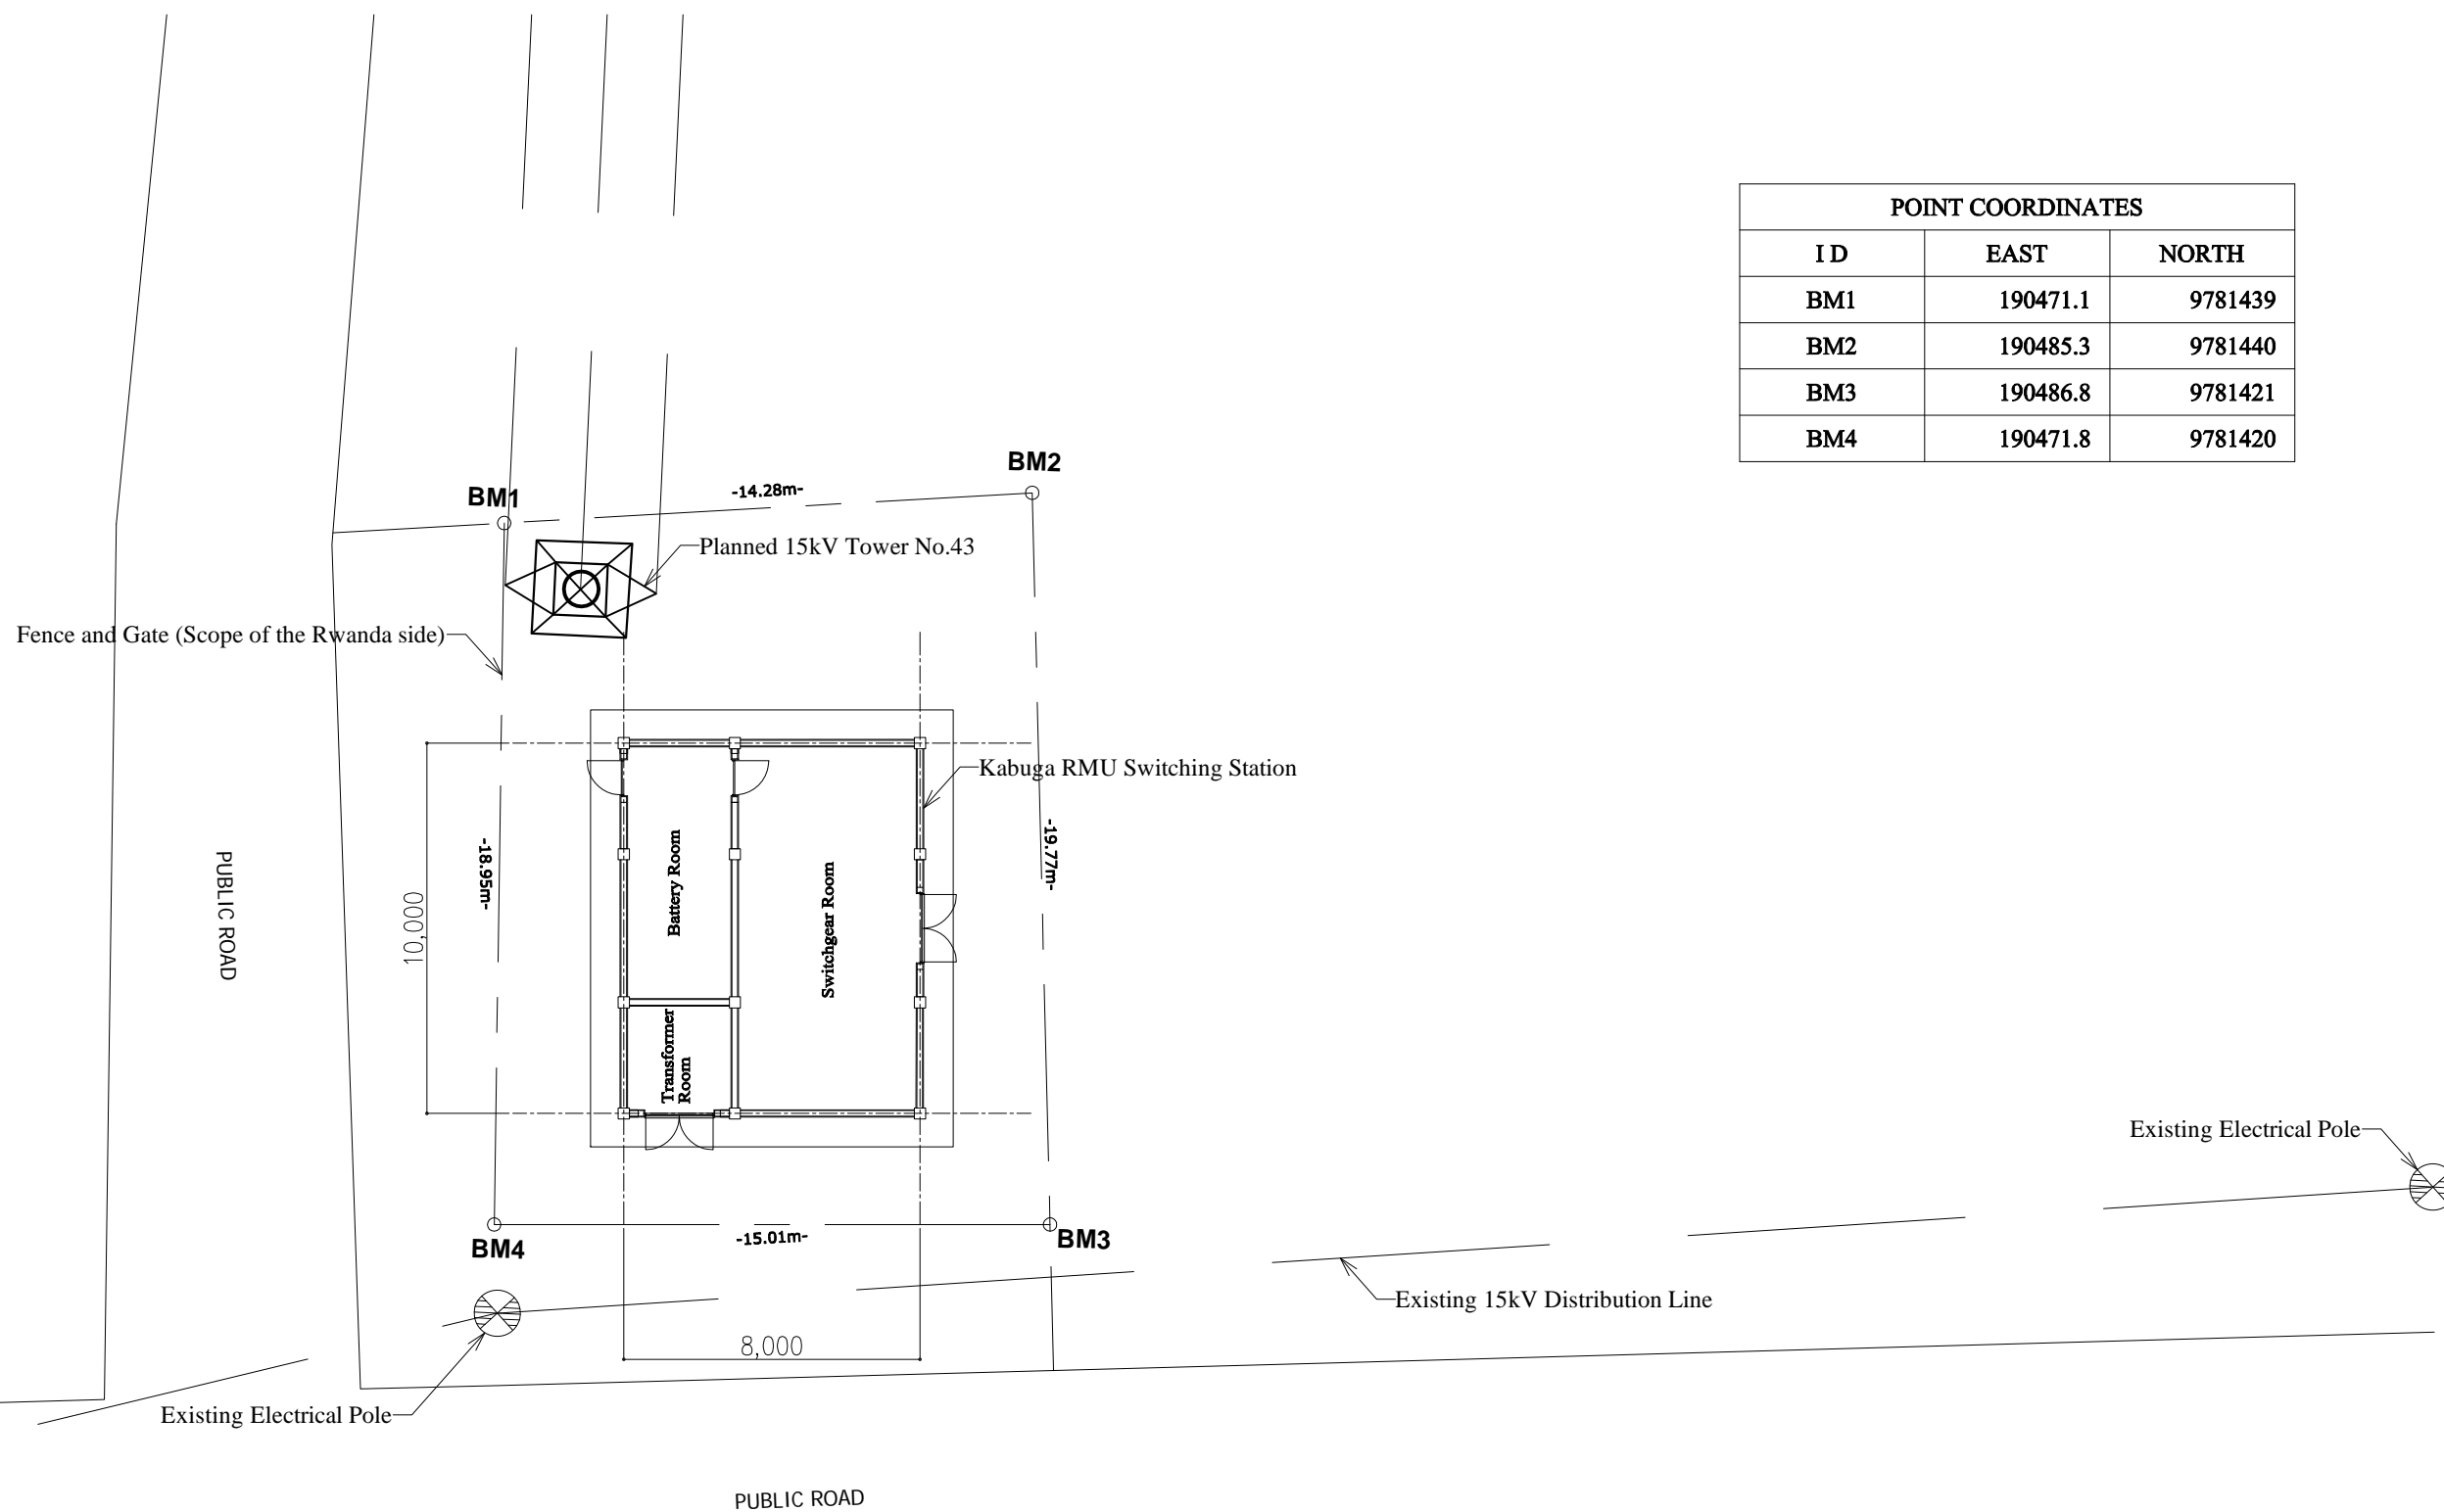 POINT COORDINATES
I D EAST NORTH
BM1 190471.1 9781439
BM2 190485.3 9781440
BM3 190486.8 9781421
BM4 190471.8 9781420
BM2
-14.28m-
BM1
Planned 15kV Tower No.43
Fence and Gate (Scope of the Rwanda side)
Kabuga RMU Switching Station
-18.95m-
-19.77m-
PUBLIC ROAD
10,000
Battery Room
Switchgear Room
Transformer
Room
Existing Electrical Pole
BM4
-15.01m-
BM3
Existing 15kV Distribution Line
8,000
Existing Electrical Pole
PUBLIC ROAD